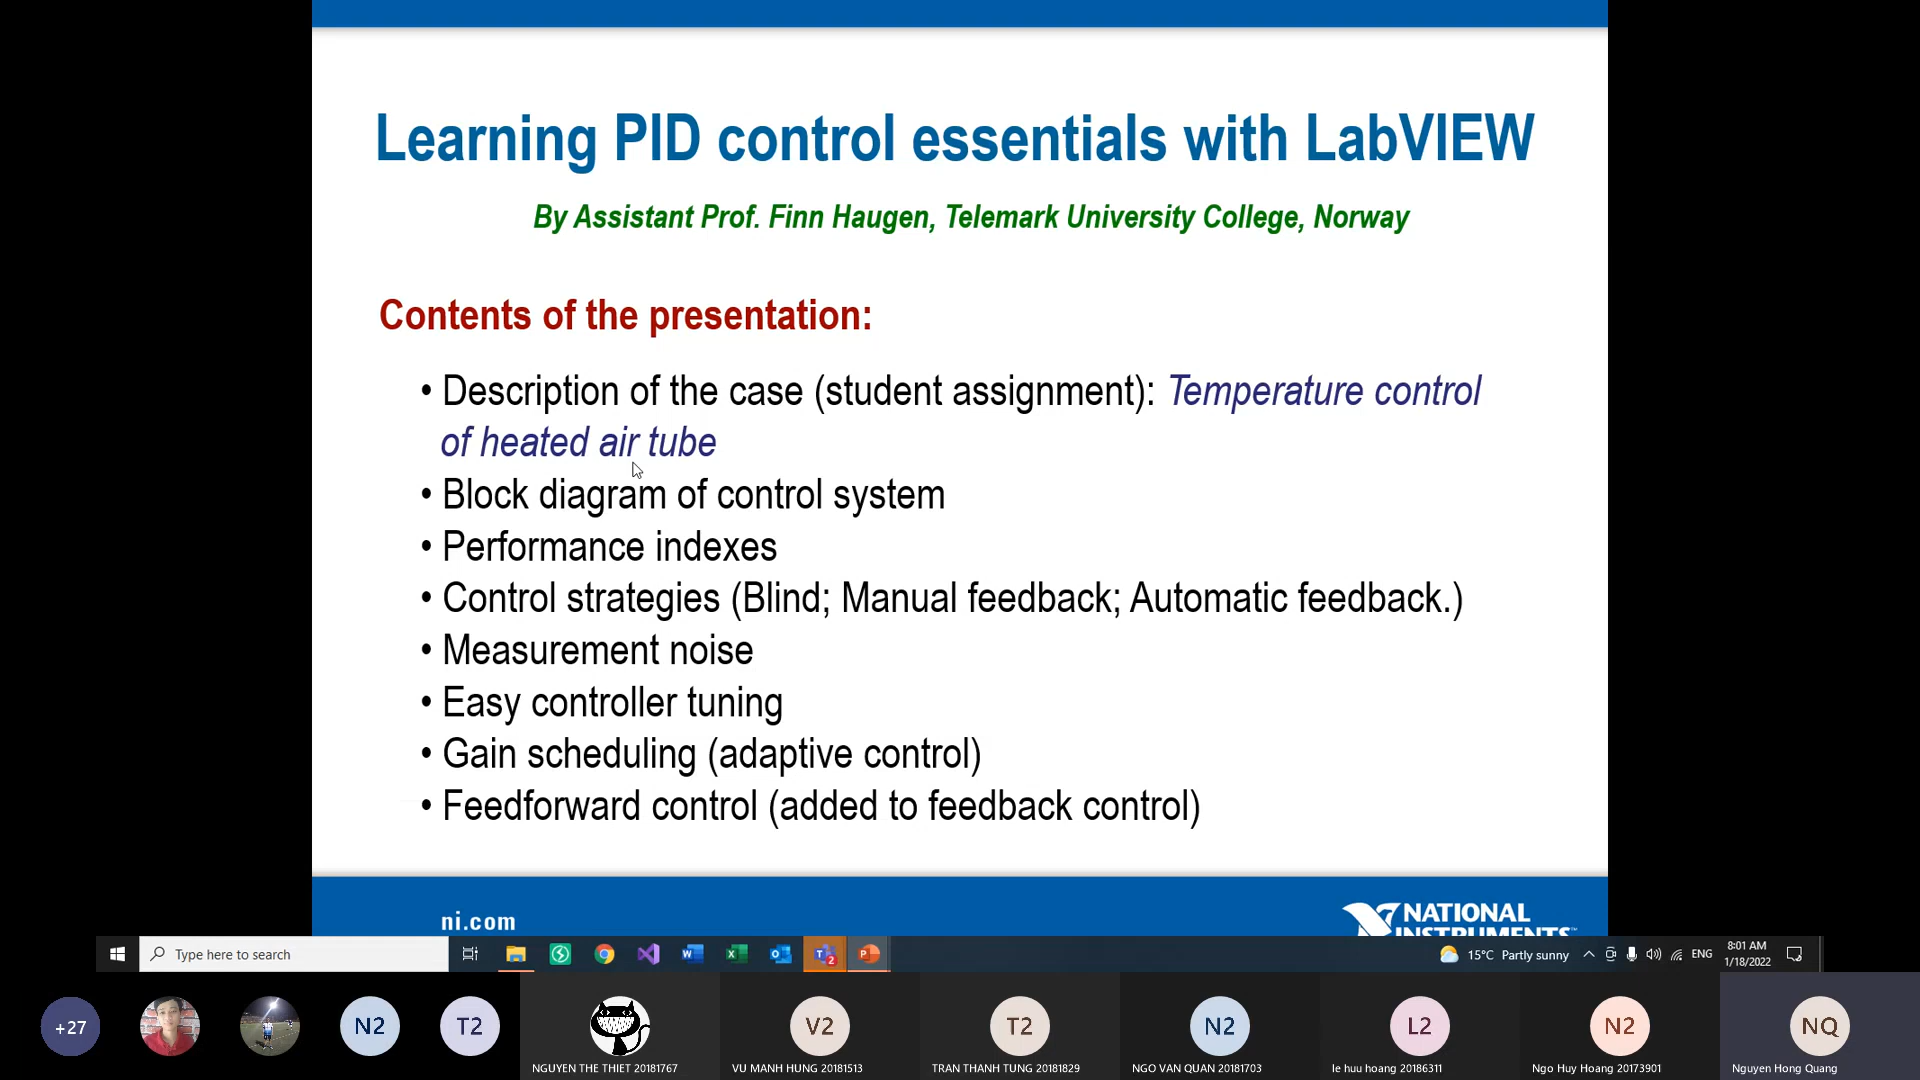 Learning PID control essentials with LabVIEW
By Assistant Prof. Finn Haugen, Telemark University College, Norway
Contents of the presentation:
• Description of the case (student assignment): Temperature control
of heated air tube
• Block diagram of control system
• Performance indexes
• Control strategies (Blind; Manual feedback; Automatic feedback.)
• Measurement noise
• Easy controller tuning
• Gain scheduling (adaptive control)
• Feedforward control (added to feedback control)
ni.com
NATIONAL
INSTRUMENTS™
Type here to search
2
15°C Partly sunny
ENG
8:01 AM
1/18/2022
+27
N2
T2
V2
T2
N2
L2
N2
NQ
NGUYEN THE THIET 20181767
VU MANH HUNG 20181513
TRAN THANH TUNG 20181829
NGO VAN QUAN 20181703
le huu hoang 20186311
Ngo Huy Hoang 20173901
Nguyen Hong Quang